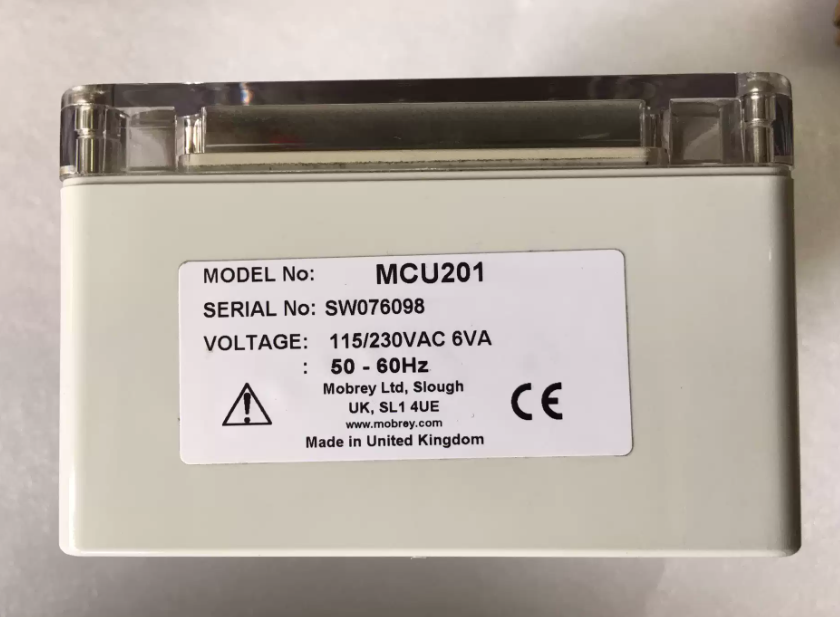 MODEL No: MCU201
SERIAL No: SW076098
VOLTAGE: 115/230VAC 6VA
: 50 - 60Hz
Mobrey Ltd, Slough
UK, SL1 4UE
www.mobrey.com
Made in United Kingdom
CE